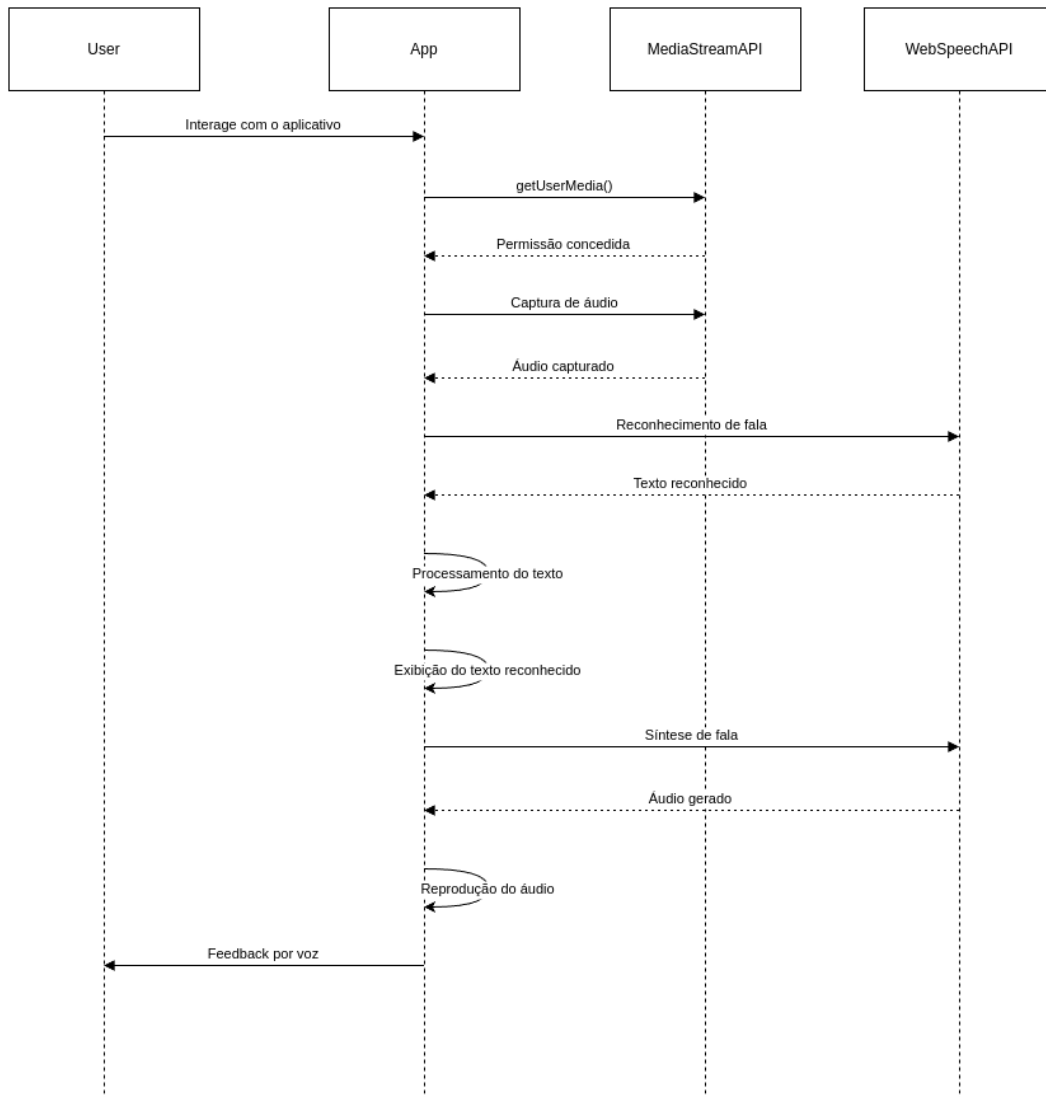 User
App
MediaStreamAPI
WebSpeechAPI
Interage com o aplicativo
getUserMedia()
Permissão concedida
Captura de áudio
Áudio capturado
Reconhecimento de fala
Texto reconhecido
Processamento do texto
Exibição do texto reconhecido
Síntese de fala
Áudio gerado
Reprodução do áudio
Feedback por voz